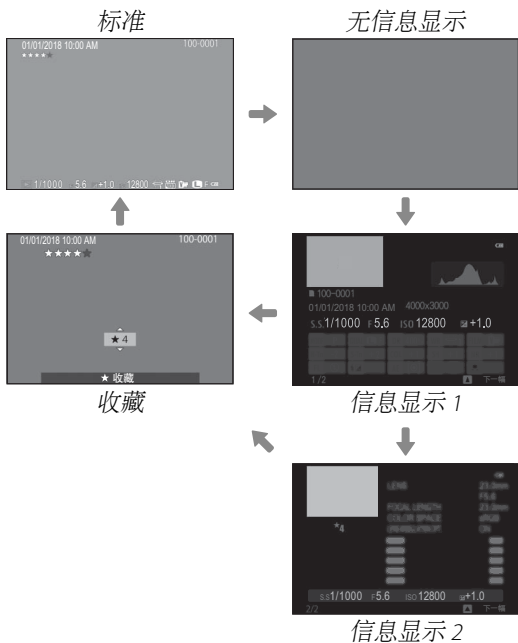 标准
无信息显示
01/01/2018 10:00 AM 100-0001
★★★★★
1/1000 5.6 +1.0 12800 F
01/01/2018 10:00 AM 100-0001
★★★★★
★ 4
★ 收藏
收藏
100-0001
01/01/2018 10:00 AM 4000x3000
S.S. 1/1000 F 5.6 ISO 12800 +1.0
1/2 下一幅
信息显示 1
LENS 23.0mm
F5.6
FOCAL LENGTH 23.0mm
COLOR SPACE sRGB
ON
★4
S.S 1/1000 F5.6 ISO 12800 +1.0
2/2 下一幅
信息显示 2